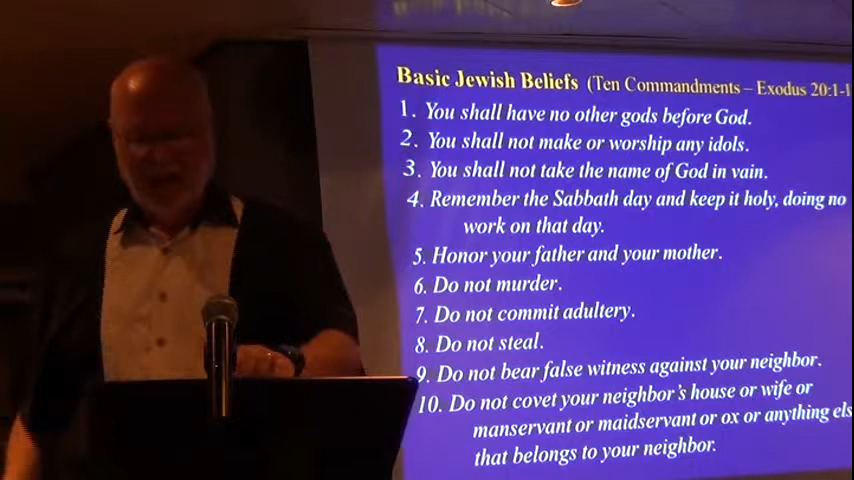 Basic Jewish Beliefs (Ten Commandments – Exodus 20:1-1
1. You shall have no other gods before God.
2. You shall not make or worship any idols.
3. You shall not take the name of God in vain.
4. Remember the Sabbath day and keep it holy, doing no
work on that day.
5. Honor your father and your mother.
6. Do not murder.
7. Do not commit adultery.
8. Do not steal.
9. Do not bear false witness against your neighbor.
10. Do not covet your neighbor's house or wife or
manservant or maidservant or ox or anything els
that belongs to your neighbor.